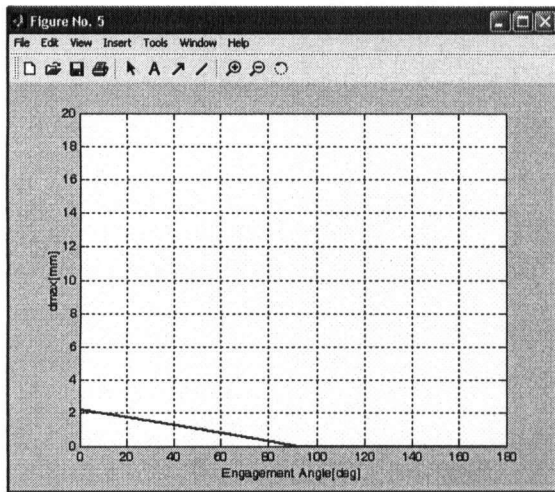 Figure No. 5
File Edit View Insert Tools Window Help
A
20
18
16
14
12
10
8
6
4
2
0
dmax[mm]
0 20 40 60 80 100 120 140 160 180
Engagement Angle[deg]